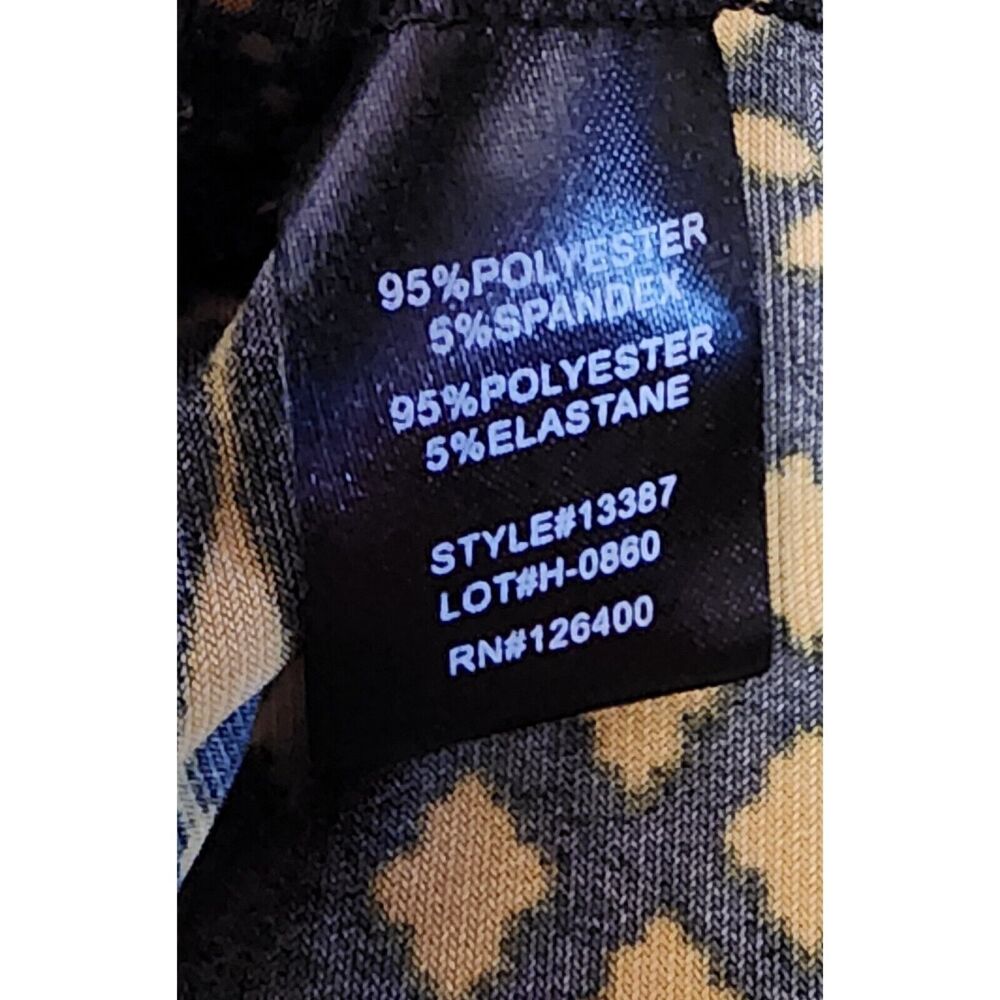 95%POLYESTER
5%SPANDEX
95%POLYESTER
5%ELASTANE
STYLE#13387
LOT#H-0860
RN#126400